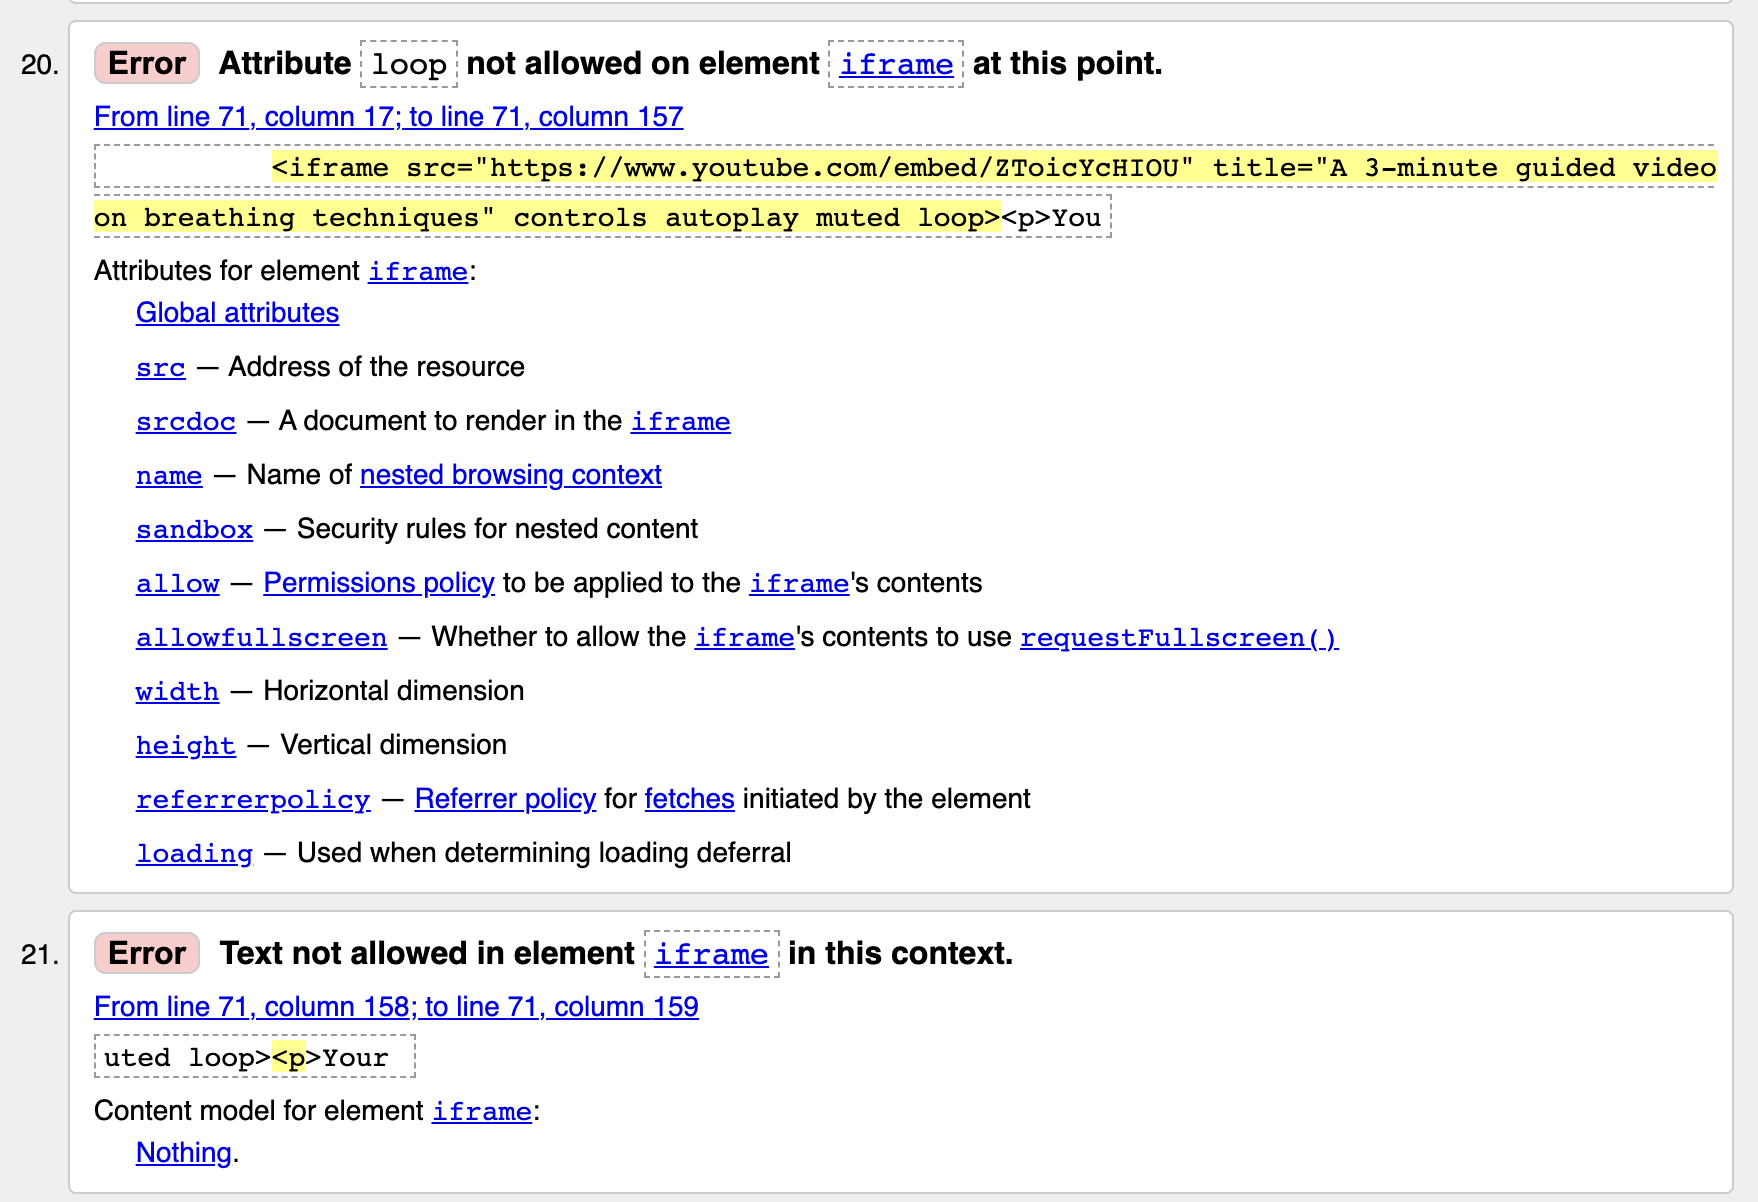 20. Error Attribute loop not allowed on element iframe at this point.
From line 71, column 17; to line 71, column 157
<iframe src="https://www.youtube.com/embed/ZToicYcHIOU" title="A 3-minute guided video
on breathing techniques" controls autoplay muted loop><p>You
Attributes for element iframe:
Global attributes
src — Address of the resource
srcdoc — A document to render in the iframe
name — Name of nested browsing context
sandbox — Security rules for nested content
allow — Permissions policy to be applied to the iframe's contents
allowfullscreen — Whether to allow the iframe's contents to use requestFullscreen()
width — Horizontal dimension
height — Vertical dimension
referrerpolicy — Referrer policy for fetches initiated by the element
loading — Used when determining loading deferral
21. Error Text not allowed in element iframe in this context.
From line 71, column 158; to line 71, column 159
uted loop><p>Your
Content model for element iframe:
Nothing.